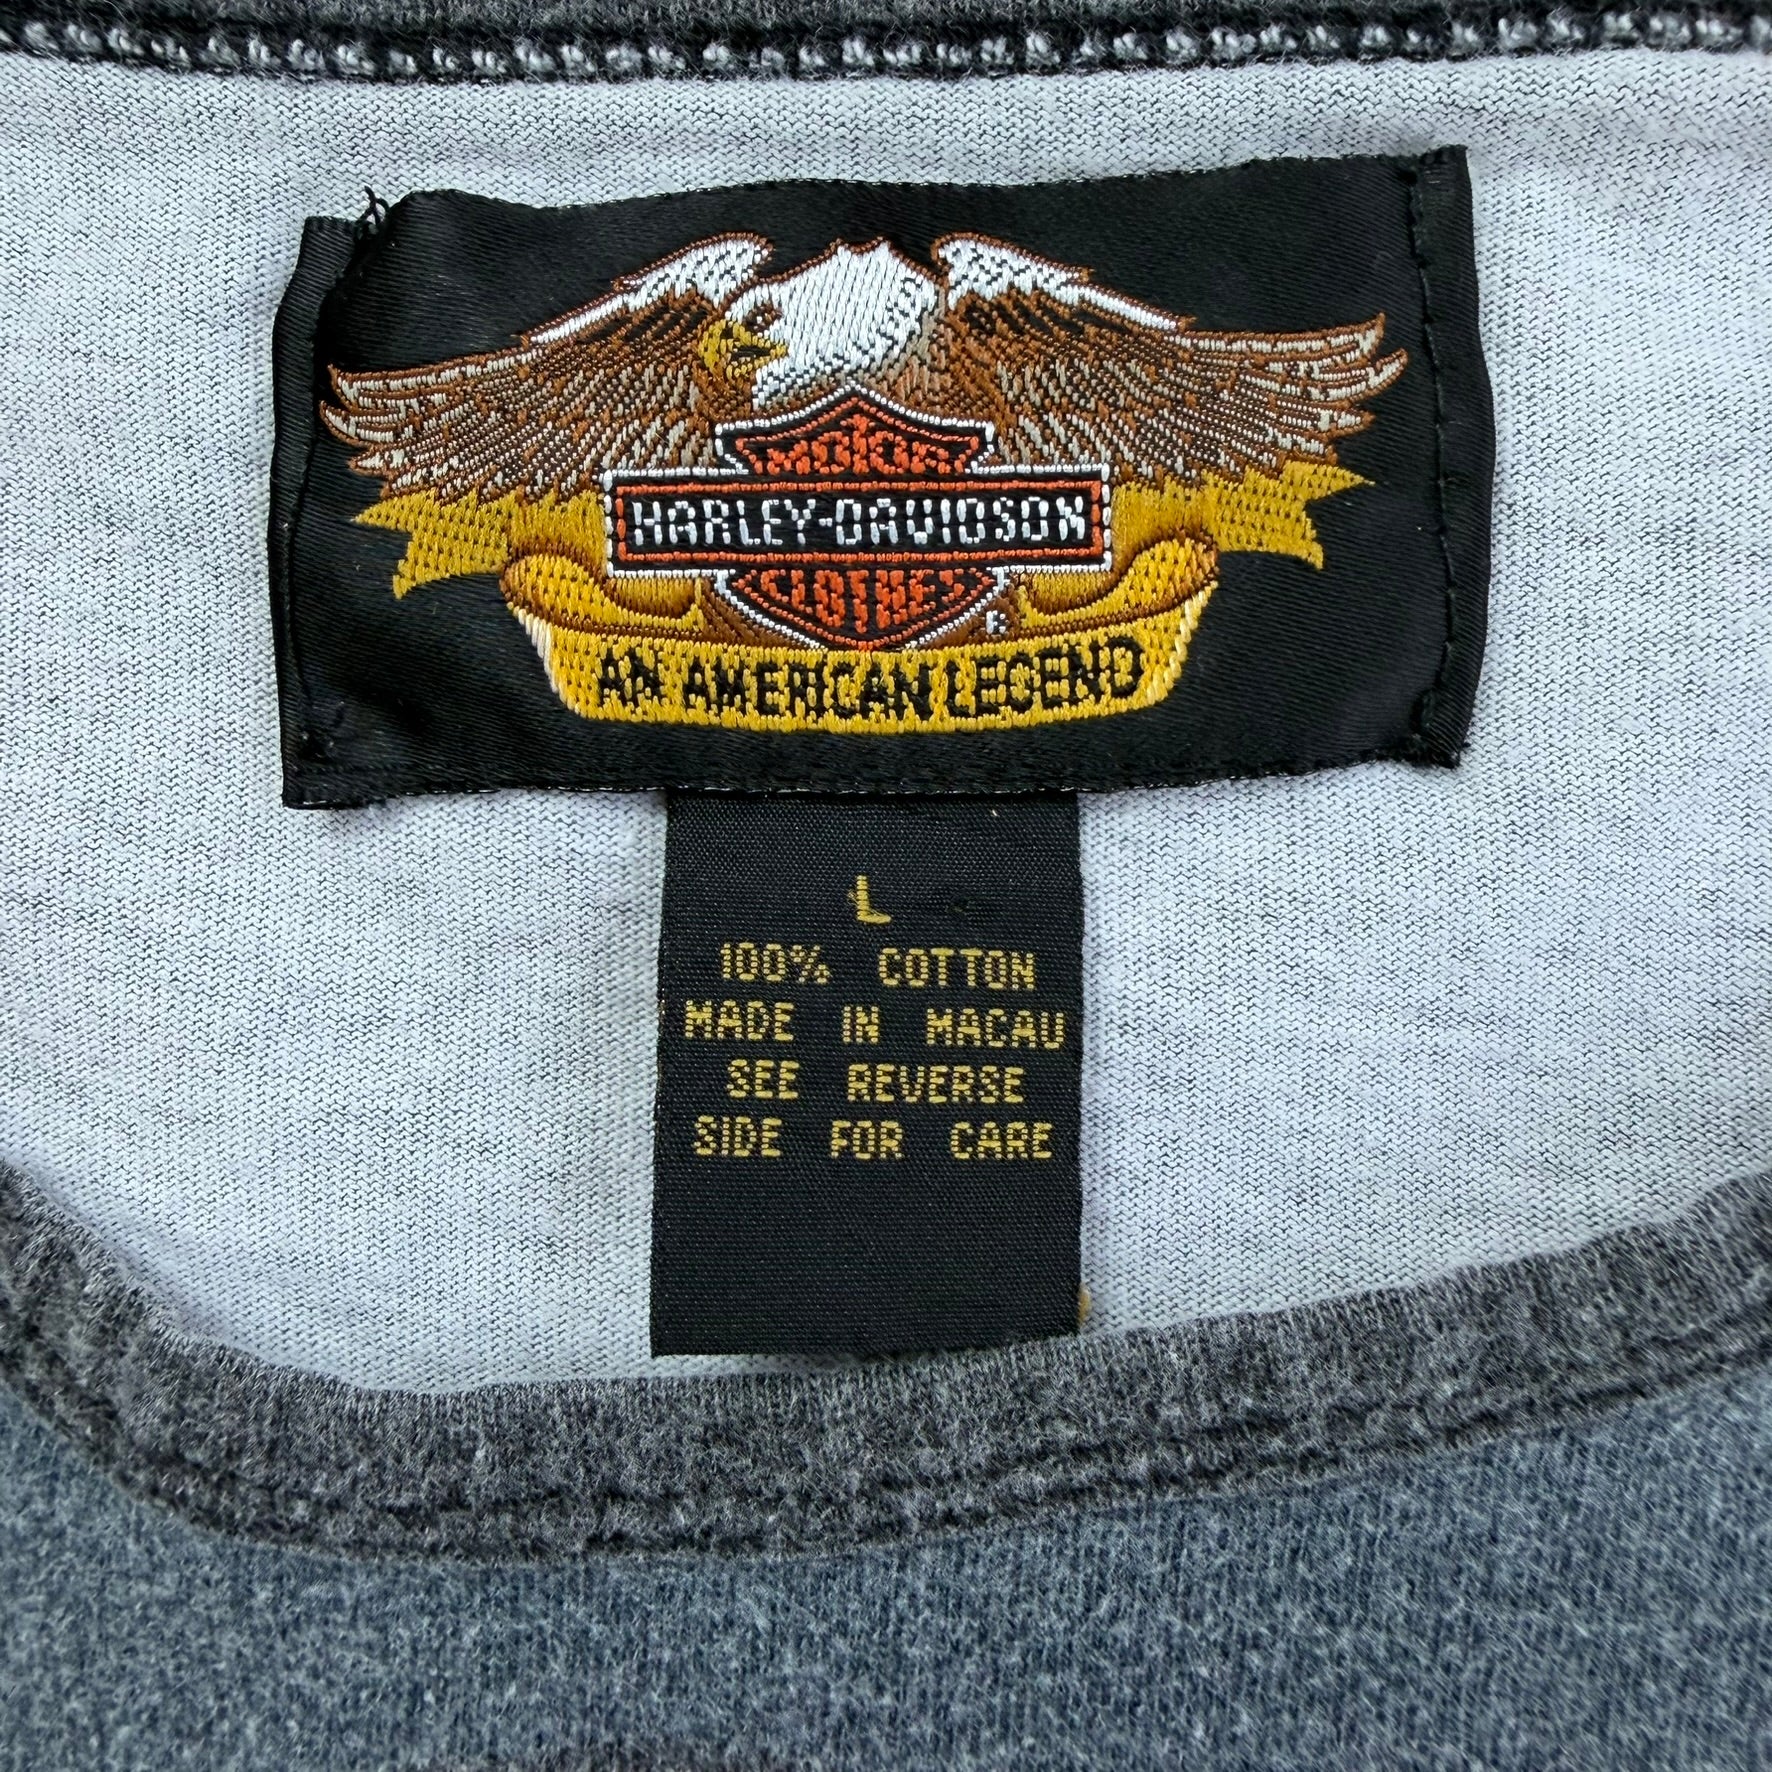 MOTOR
HARLEY-DAVIDSON
CLOTHES
®
AN AMERICAN LEGEND
L
100% COTTON
MADE IN MACAU
SEE REVERSE
SIDE FOR CARE